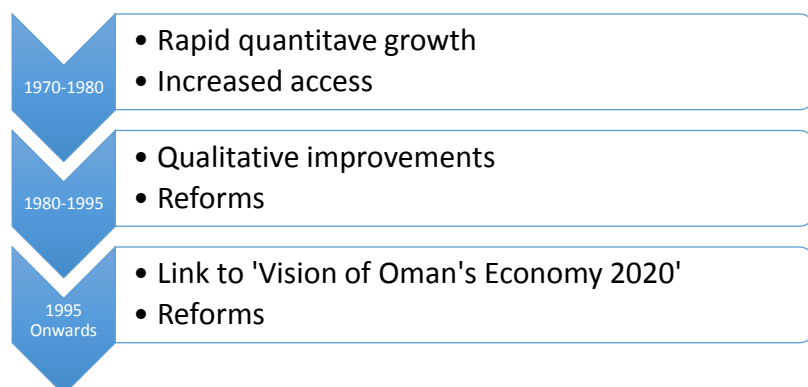 1970-1980
• Rapid quantitave growth
• Increased access
1980-1995
• Qualitative improvements
• Reforms
1995
Onwards
• Link to 'Vision of Oman's Economy 2020'
• Reforms